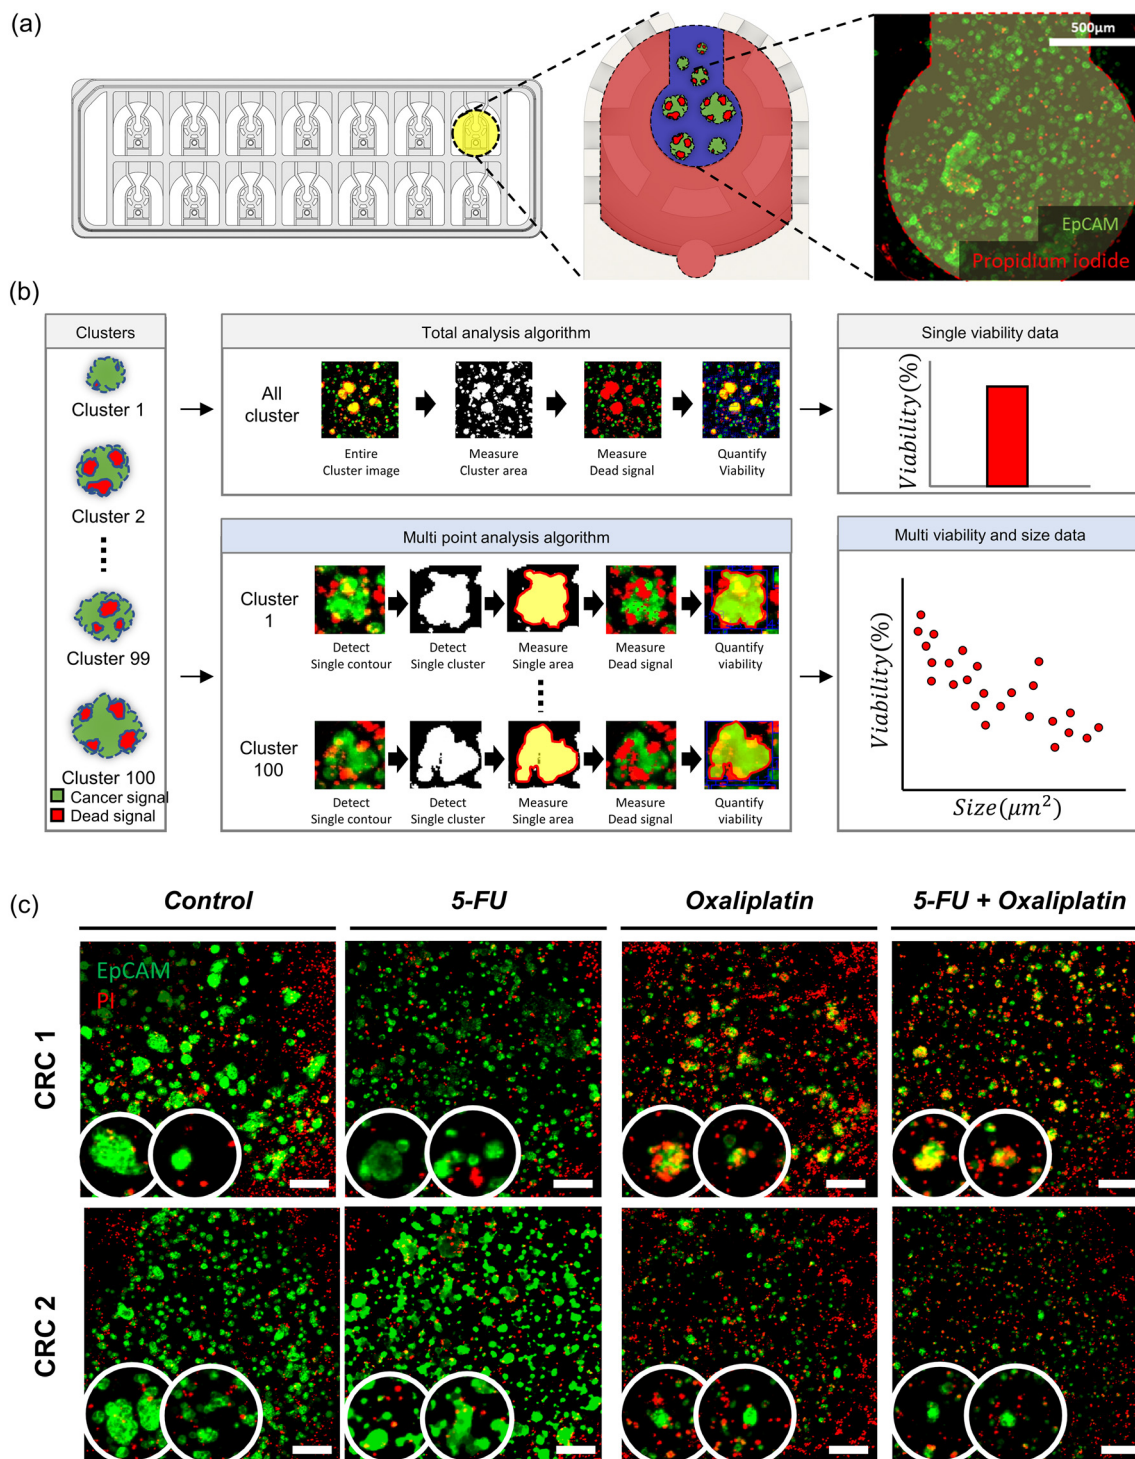 (a)
500μm
EpCAM
Propidlum iodide
(b)
Clusters
Cluster 1
Cluster 2
Cluster 99
Cluster 100
Cancer signal
Dead signal
Total analysis algorithm
All
cluster
Entire
Cluster image
Measure
Cluster area
Measure
Dead signal
Quantify
Viability
Single viability data
Viability(%)
Multi point analysis algorithm
Cluster
1
Detect
Single contour
Detect
Single cluster
Measure
Single area
Measure
Dead signal
Quantify
viability
Cluster
100
Detect
Single contour
Detect
Single cluster
Measure
Single area
Measure
Dead signal
Quantify
viability
Multi viability and size data
Viability(%)
Size(μm²)
(c)
Control
5-FU
Oxaliplatin
5-FU + Oxaliplatin
CRC 1
EpCAM
PI
CRC 2